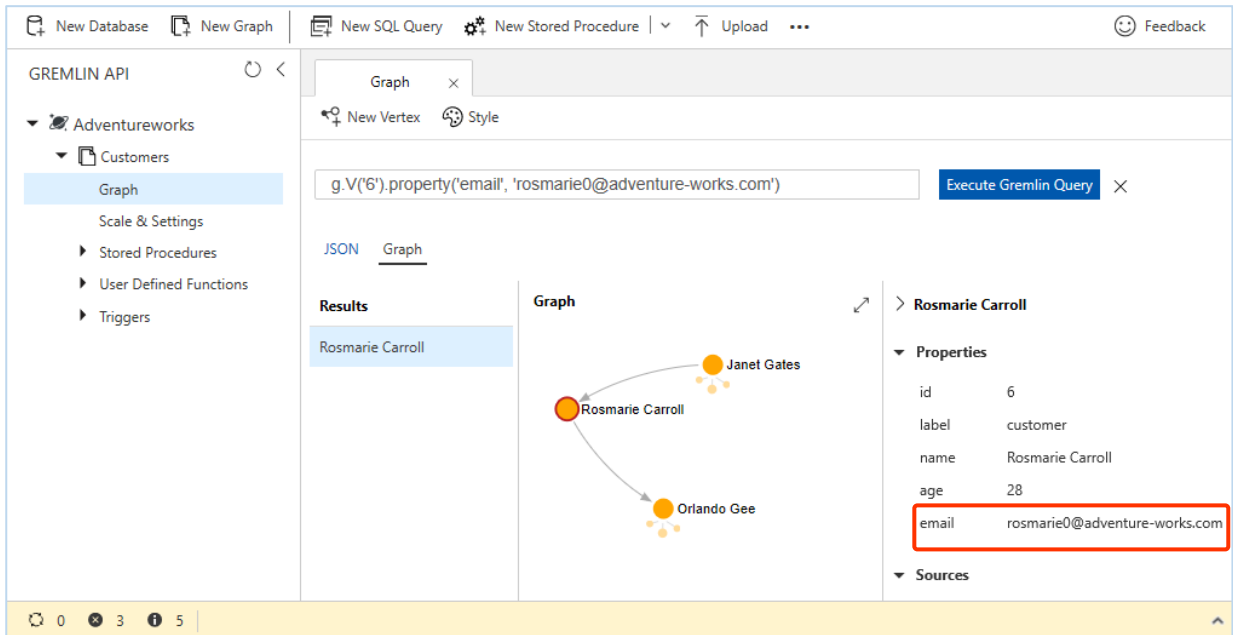 New Database New Graph New SQL Query New Stored Procedure Upload ••• Feedback
GREMLIN API
Adventureworks
Customers
Graph
Scale & Settings
Stored Procedures
User Defined Functions
Triggers
Graph
New Vertex Style
g.V('6').property('email', 'rosmarie0@adventure-works.com')
Execute Gremlin Query
JSON Graph
Results
Rosmarie Carroll
Graph
Janet Gates
Rosmarie Carroll
Orlando Gee
Rosmarie Carroll
Properties
id 6
label customer
name Rosmarie Carroll
age 28
email rosmarie0@adventure-works.com
Sources
0 3 5